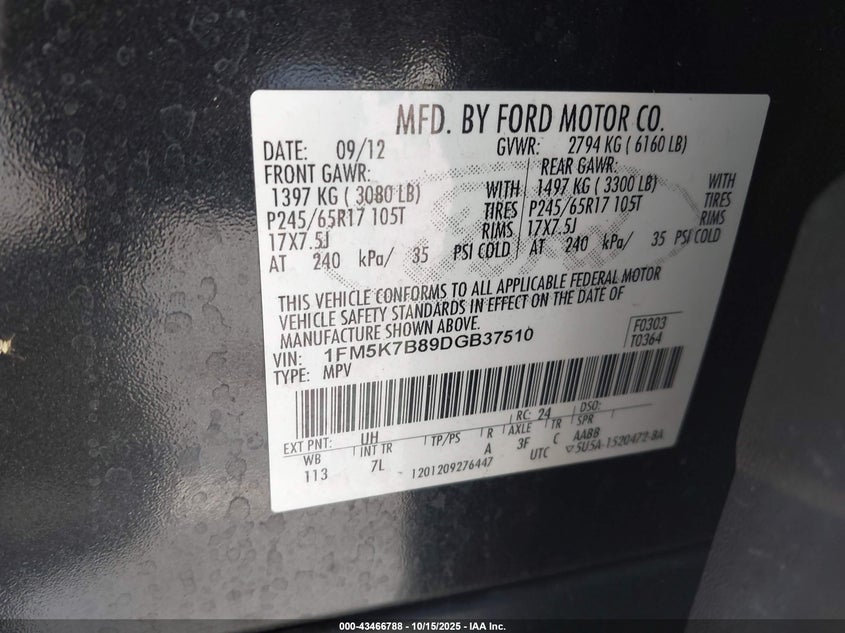 MFD. BY FORD MOTOR CO.
DATE: 09/12 GVWR: 2794 KG ( 6160 LB)
FRONT GAWR: REAR GAWR:
1397 KG ( 3080 LB) WITH 1497 KG ( 3300 LB) WITH
P245/65R17 105T TIRES P245/65R17 105T TIRES
17X7.5J RIMS 17X7.5J RIMS
AT 240 kPa/ 35 PSI COLD AT 240 kPa/ 35 PSI COLD
THIS VEHICLE CONFORMS TO ALL APPLICABLE FEDERAL MOTOR
VEHICLE SAFETY STANDARDS IN EFFECT ON THE DATE OF
MANUFACTURE SHOWN ABOVE.
VIN: 1FM5K7B89DGB37510 F0303
TYPE: MPV T0364
RC: 24 DSO:
EXT PNT: UH
WB INT TR TP/PS R AXLE TR SPR
113 7L A 3F C AABB
1201209276447 UTC ▽5U5A-1520472-BA
000-43466788 - 10/15/2025 - IAA Inc.